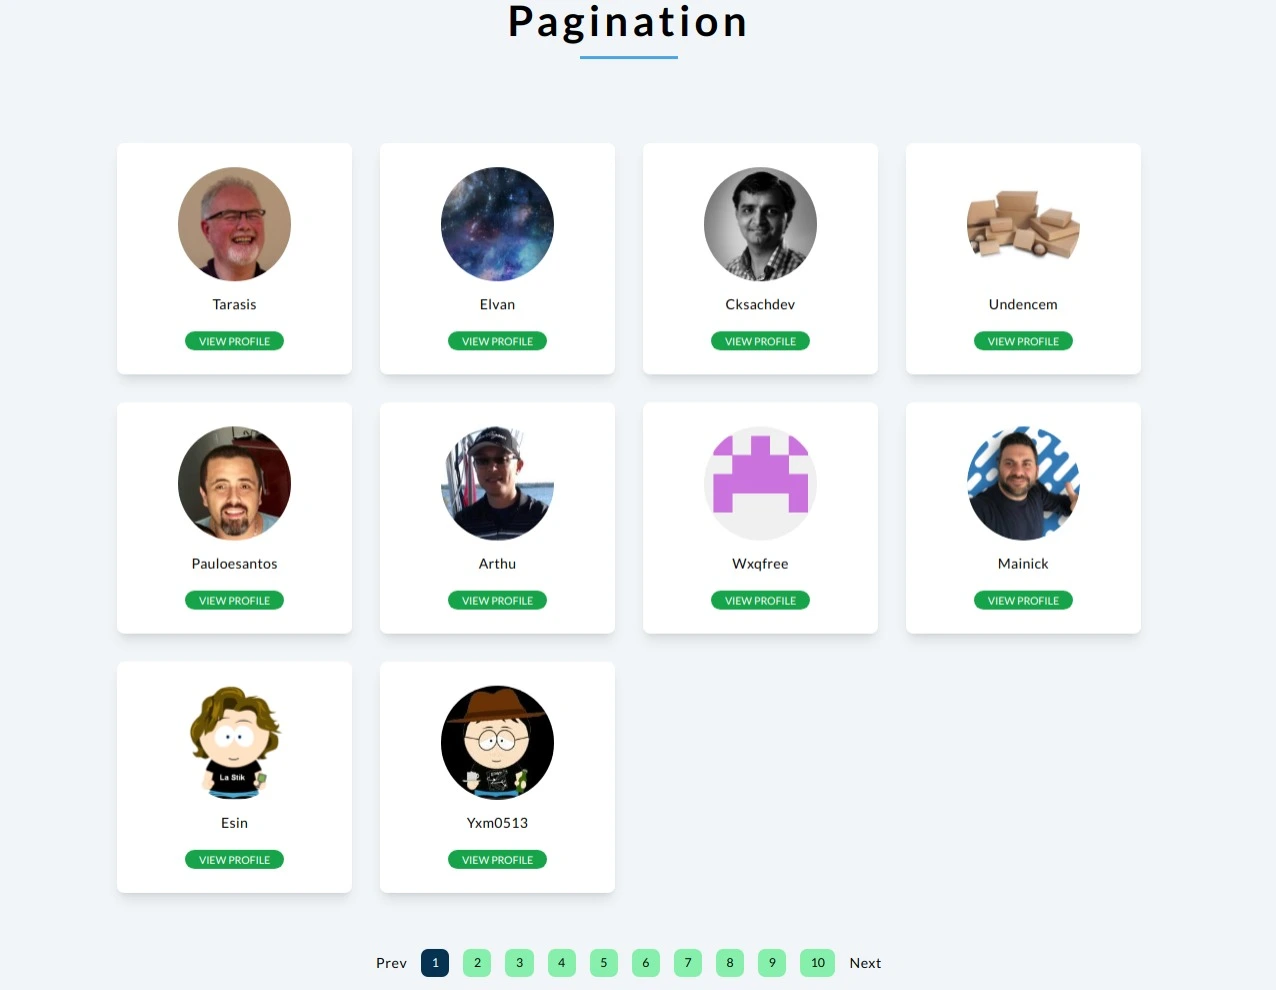 Pagination
Tarasis
VIEW PROFILE
Elvan
VIEW PROFILE
Cksachdev
VIEW PROFILE
Undencem
VIEW PROFILE
Pauloesantos
VIEW PROFILE
Arthu
VIEW PROFILE
Wxqfree
VIEW PROFILE
Mainick
VIEW PROFILE
La Stik
Esin
VIEW PROFILE
Yxm0513
VIEW PROFILE
Prev 1 2 3 4 5 6 7 8 9 10 Next